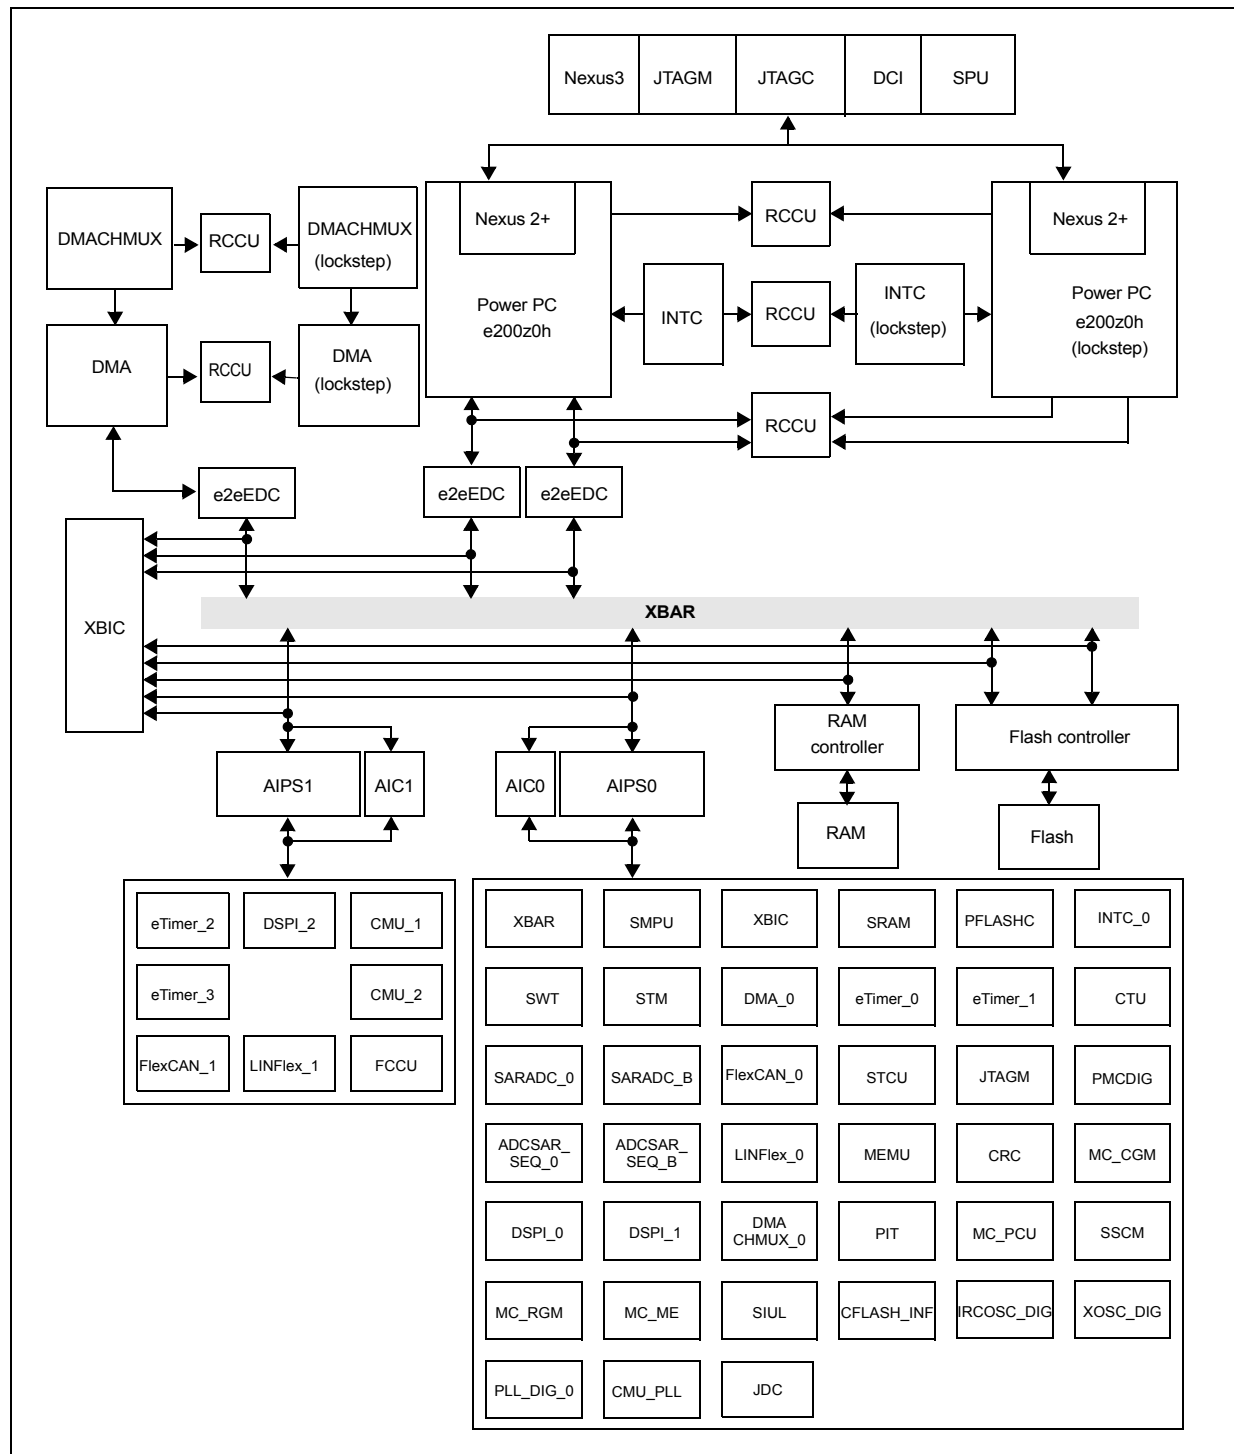 Nexus3
JTAGM
JTAGC
DCI
SPU
DMACHMUX
RCCU
DMACHMUX
(lockstep)
Nexus 2+
RCCU
Nexus 2+
Power PC
e200z0h
INTC
RCCU
INTC
(lockstep)
Power PC
e200z0h
(lockstep)
DMA
RCCU
DMA
(lockstep)
RCCU
e2eEDC
e2eEDC
e2eEDC
XBIC
XBAR
RAM
controller
Flash controller
AIPS1
AIC1
AIC0
AIPS0
RAM
Flash
eTimer_2
DSPI_2
CMU_1
eTimer_3
CMU_2
FlexCAN_1
LINFlex_1
FCCU
XBAR
SMPU
XBIC
SRAM
PFLASHC
INTC_0
SWT
STM
DMA_0
eTimer_0
eTimer_1
CTU
SARADC_0
SARADC_B
FlexCAN_0
STCU
JTAGM
PMCDIG
ADCSAR_
SEQ_0
ADCSAR_
SEQ_B
LINFlex_0
MEMU
CRC
MC_CGM
DSPI_0
DSPI_1
DMA
CHMUX_0
PIT
MC_PCU
SSCM
MC_RGM
MC_ME
SIUL
CFLASH_INF
IRCOSC_DIG
XOSC_DIG
PLL_DIG_0
CMU_PLL
JDC